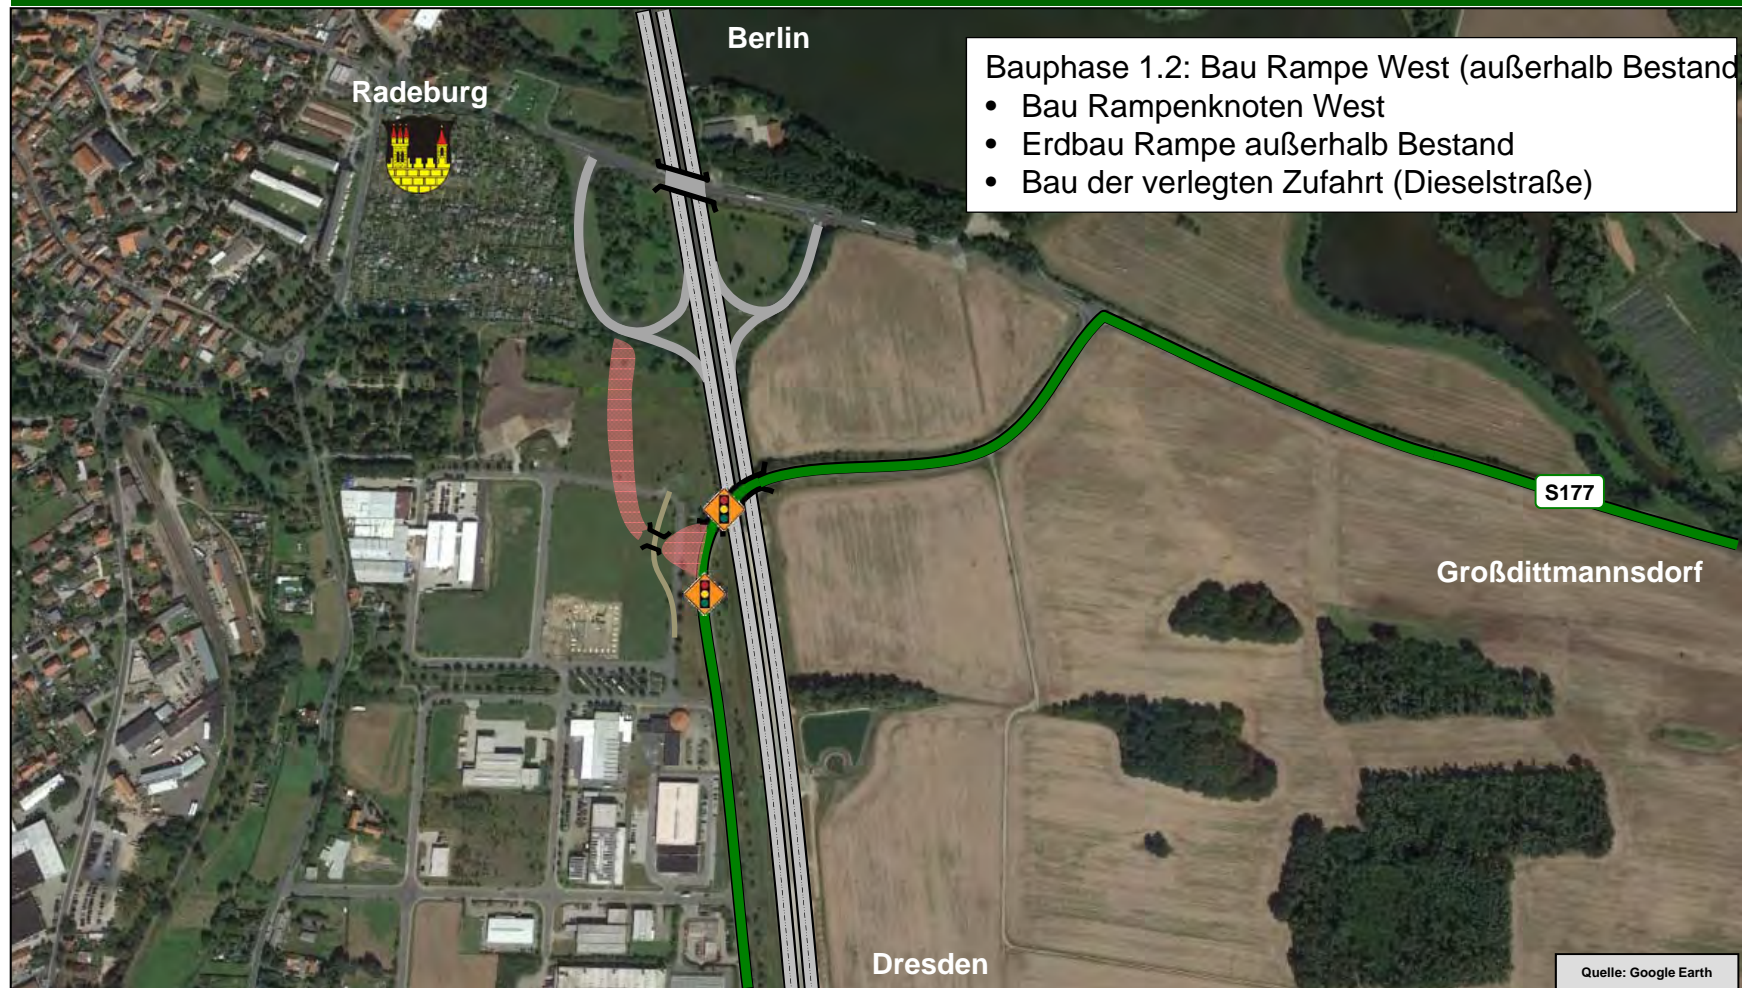 Berlin
Radeburg
Bauphase 1.2: Bau Rampe West (außerhalb Bestand
• Bau Rampenknoten West
• Erdbau Rampe außerhalb Bestand
• Bau der verlegten Zufahrt (Dieselstraße)
S177
Großdittmannsdorf
Dresden
Quelle: Google Earth